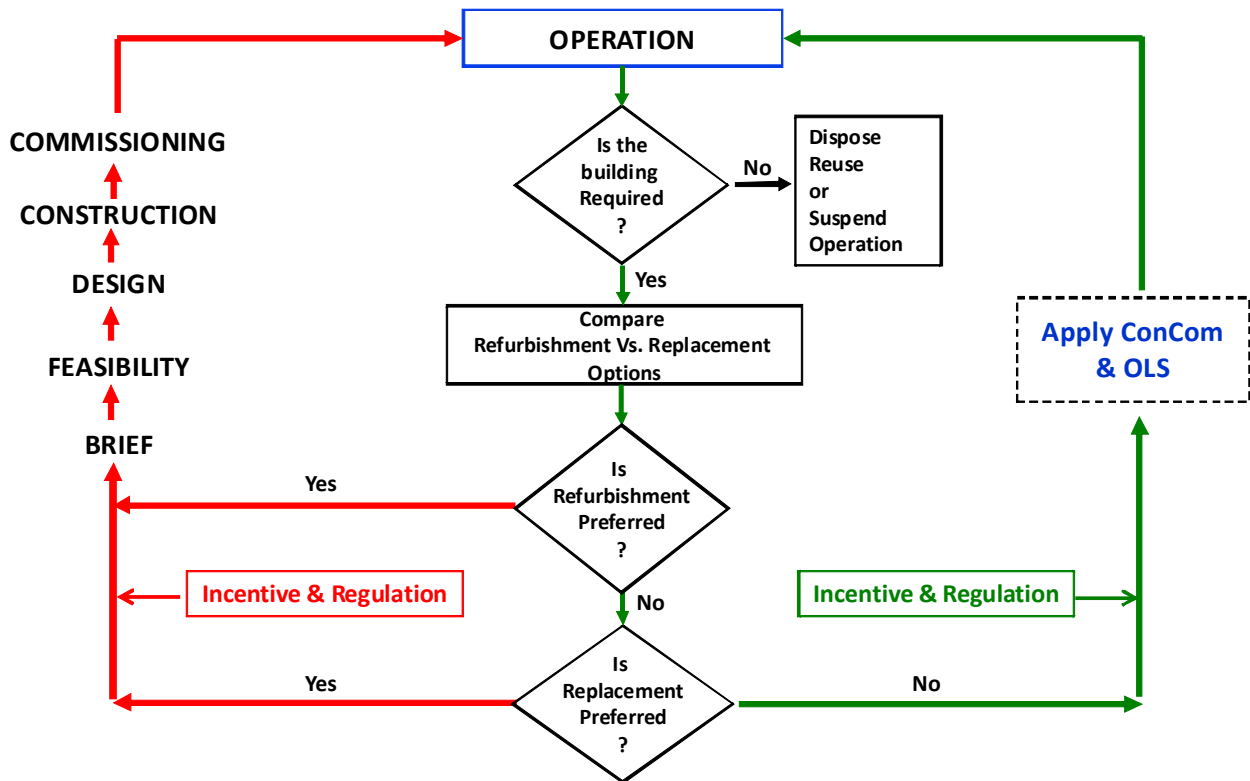 OPERATION
COMMISSIONING
CONSTRUCTION
DESIGN
FEASIBILITY
BRIEF
Is the
building
Required
?
No
Dispose
Reuse
or
Suspend
Operation
Yes
Compare
Refurbishment Vs. Replacement
Options
Apply ConCom
& OLS
Is
Refurbishment
Preferred
?
Yes
Incentive & Regulation
No
Incentive & Regulation
Is
Replacement
Preferred
?
Yes
No